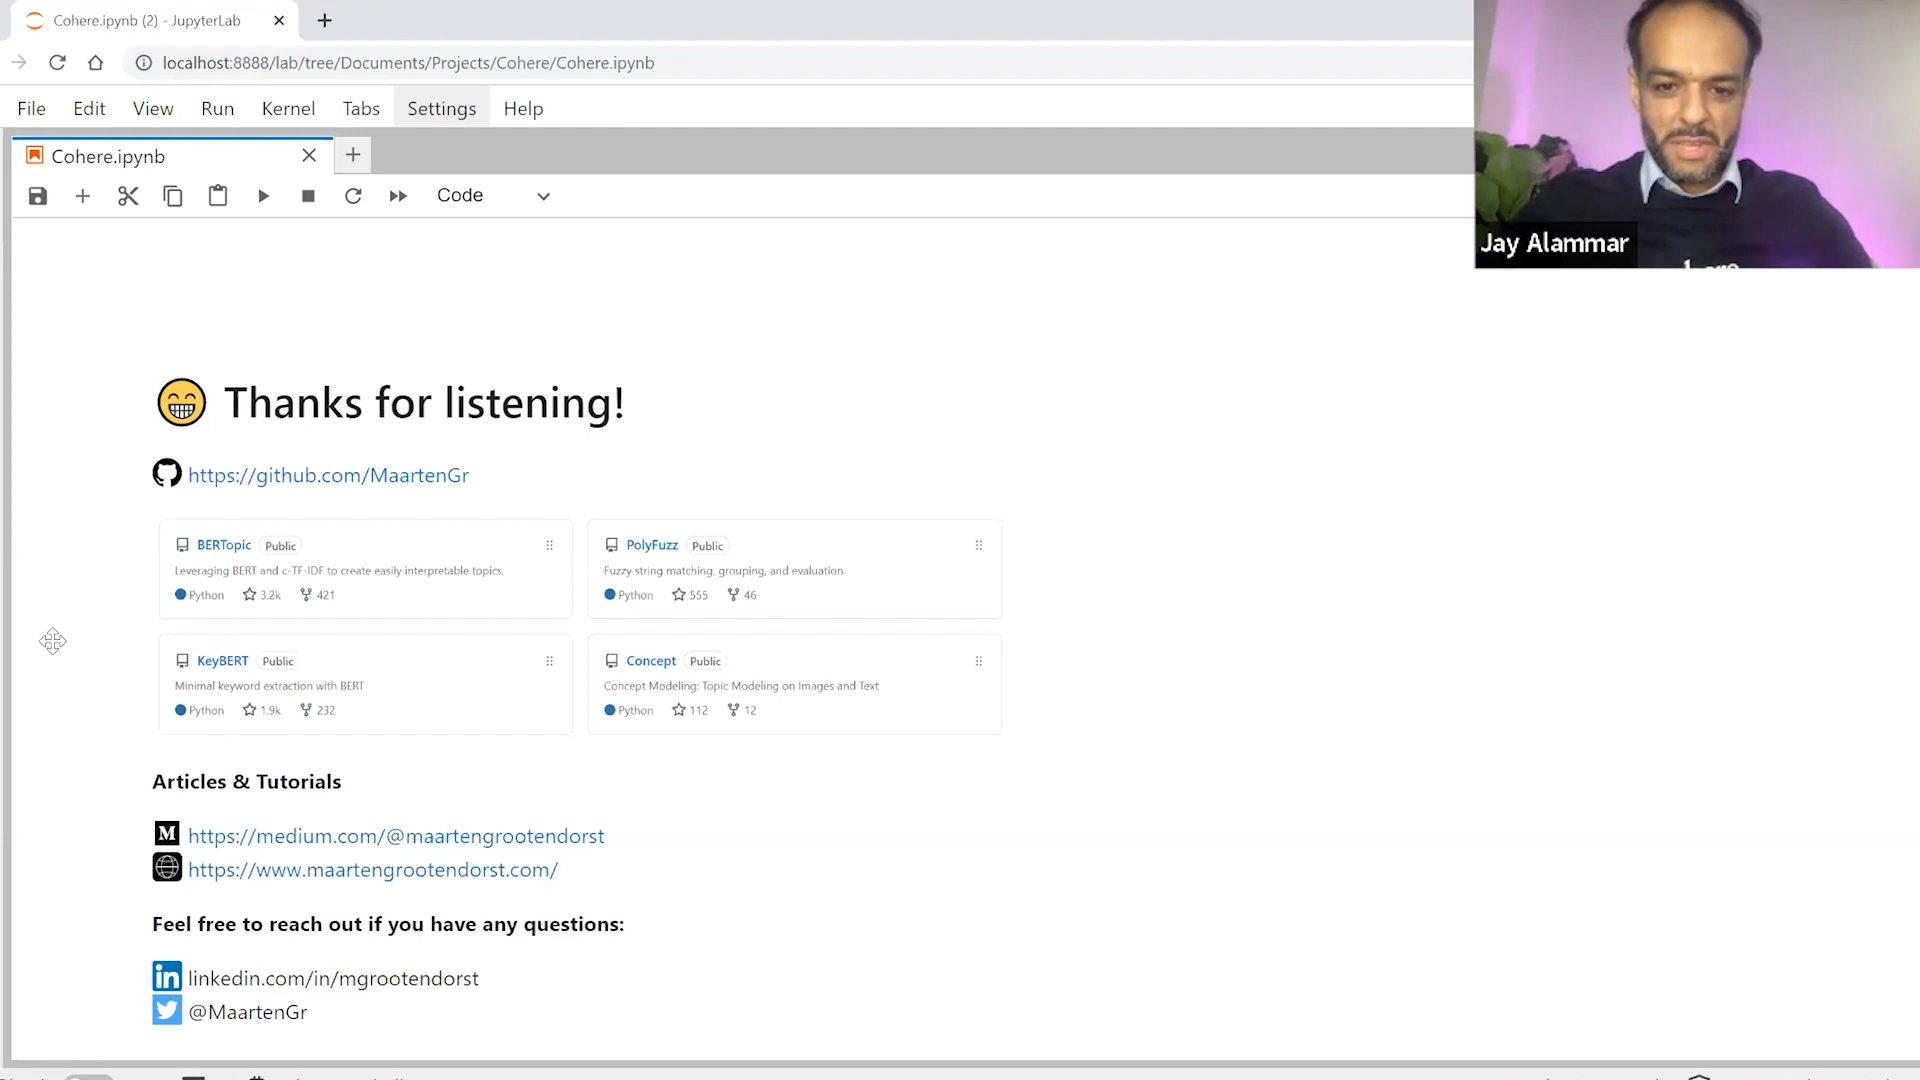 Cohere.ipynb (2) - JupyterLab
localhost:8888/lab/tree/Documents/Projects/Cohere/Cohere.ipynb
File Edit View Run Kernel Tabs Settings Help
Cohere.ipynb
Code
Jay Alammar
Thanks for listening!
https://github.com/MaartenGr
BERTopic Public
Leveraging BERT and c-TF-IDF to create easily interpretable topics.
Python 3.2k 421
PolyFuzz Public
Fuzzy string matching, grouping, and evaluation.
Python 555 46
KeyBERT Public
Minimal keyword extraction with BERT
Python 1.9k 232
Concept Public
Concept Modeling: Topic Modeling on Images and Text
Python 112 12
Articles & Tutorials
M https://medium.com/@maartengrootendorst
https://www.maartengrootendorst.com/
Feel free to reach out if you have any questions:
in linkedin.com/in/mgrootendorst
@MaartenGr